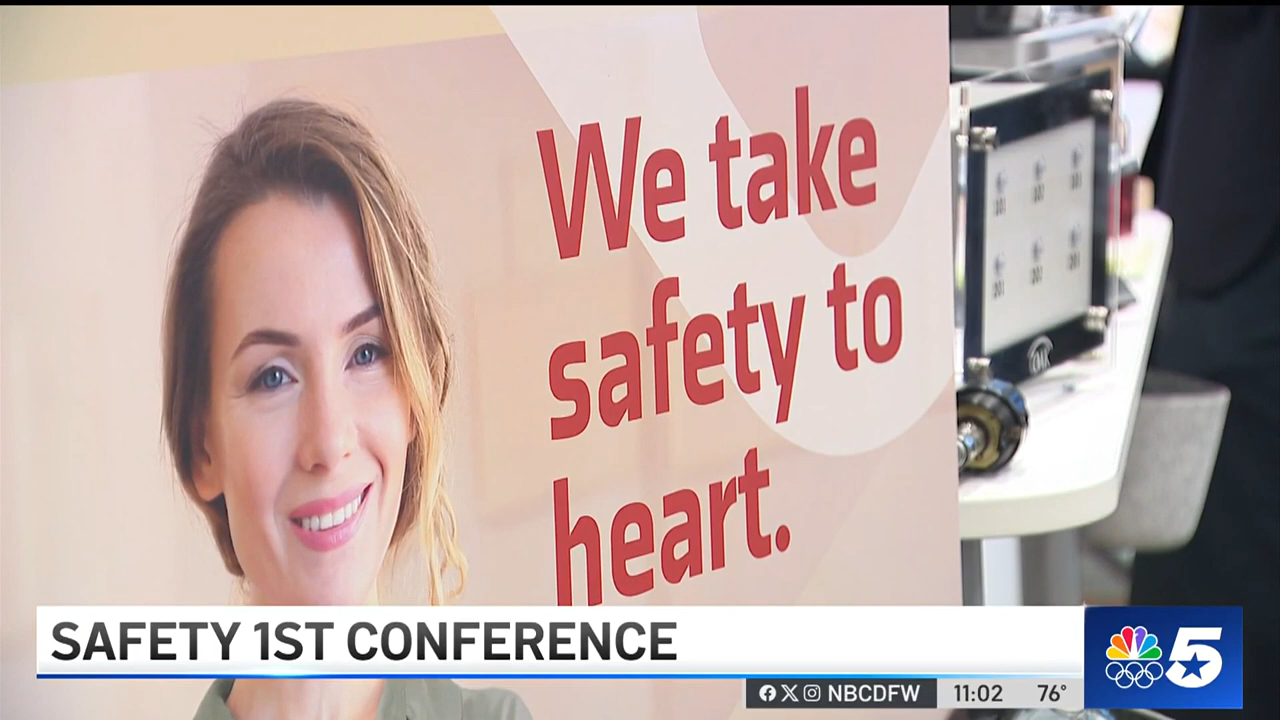 We take
safety to
heart.
SAFETY 1ST CONFERENCE
5
NBCDFW
11:02
76°